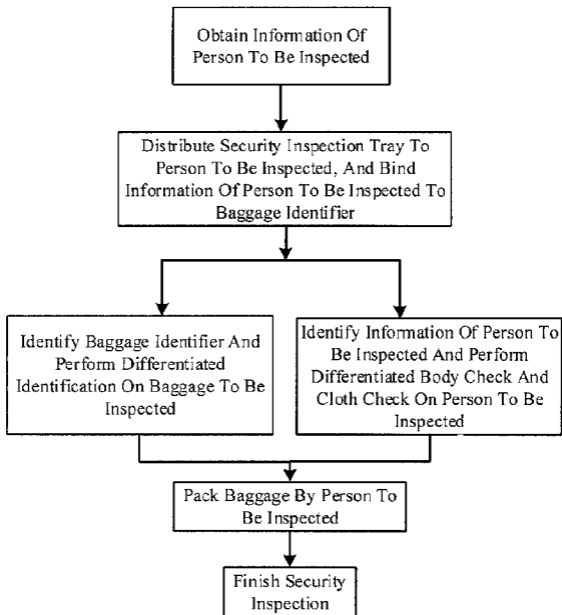 Obtain Information Of
Person To Be Inspected
Distribute Security Inspection Tray To
Person To Be Inspected, And Bind
Information Of Person To Be Inspected To
Baggage Identifier
Identify Baggage Identifier And
Perform Differentiated
Identification On Baggage To Be
Inspected
Identify Information Of Person To
Be Inspected And Perform
Differentiated Body Check And
Cloth Check On Person To Be
Inspected
Pack Baggage By Person To
Be Inspected
Finish Security
Inspection